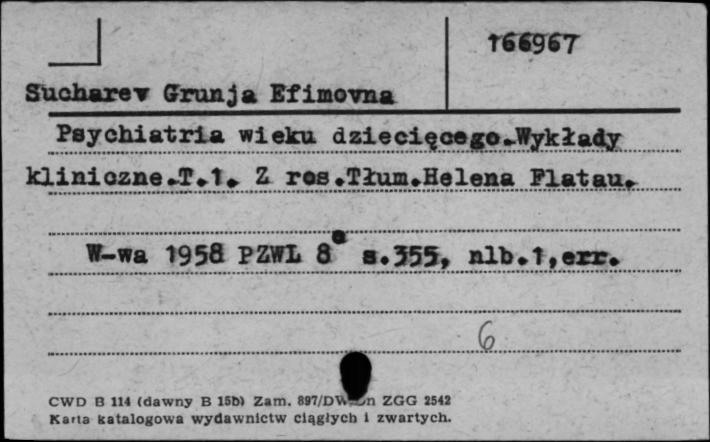 166967
Sucharev Grunja Efimovna
Psychiatria wieku dziecięcego.Wykłady
kliniczne.T.1. Z ros.Tłum.Helena Flatau.
W-wa 1958 PZWL 8° s.355, nlb.1,err.
6
CWD B 114 (dawny B 15b) Zam. 897/DW ZGG 2542
Karta katalogowa wydawnictw ciągłych i zwartych.